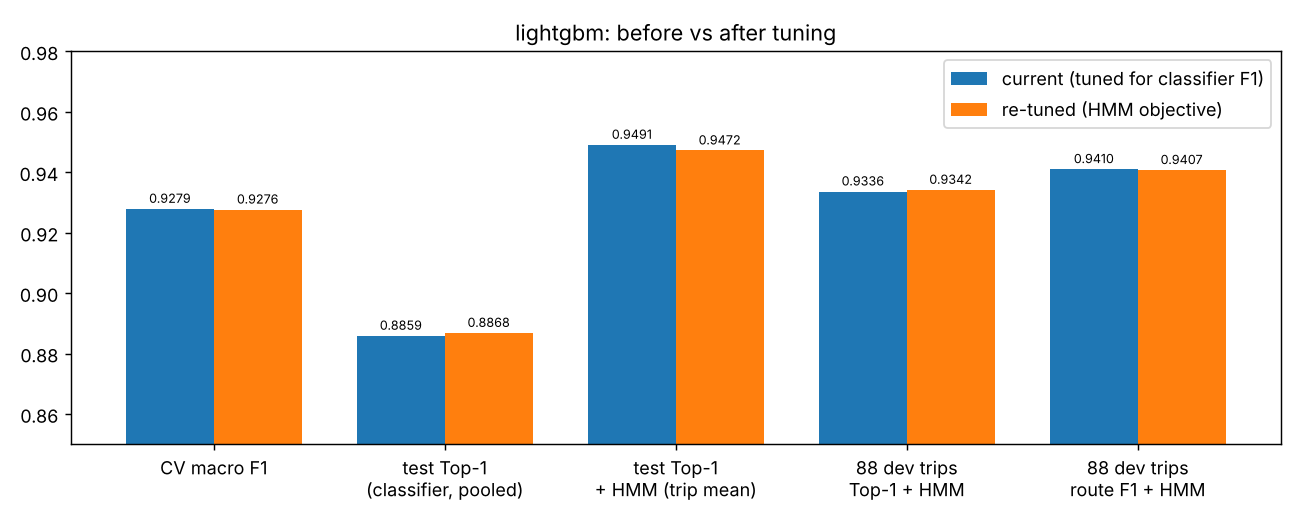 lightgbm: before vs after tuning
0.98
0.96
0.94
0.92
0.90
0.88
0.86
current (tuned for classifier F1)
re-tuned (HMM objective)
0.9279
0.9276
0.8859
0.8868
0.9491
0.9472
0.9336
0.9342
0.9410
0.9407
CV macro F1
test Top-1
(classifier, pooled)
test Top-1
+ HMM (trip mean)
88 dev trips
Top-1 + HMM
88 dev trips
route F1 + HMM